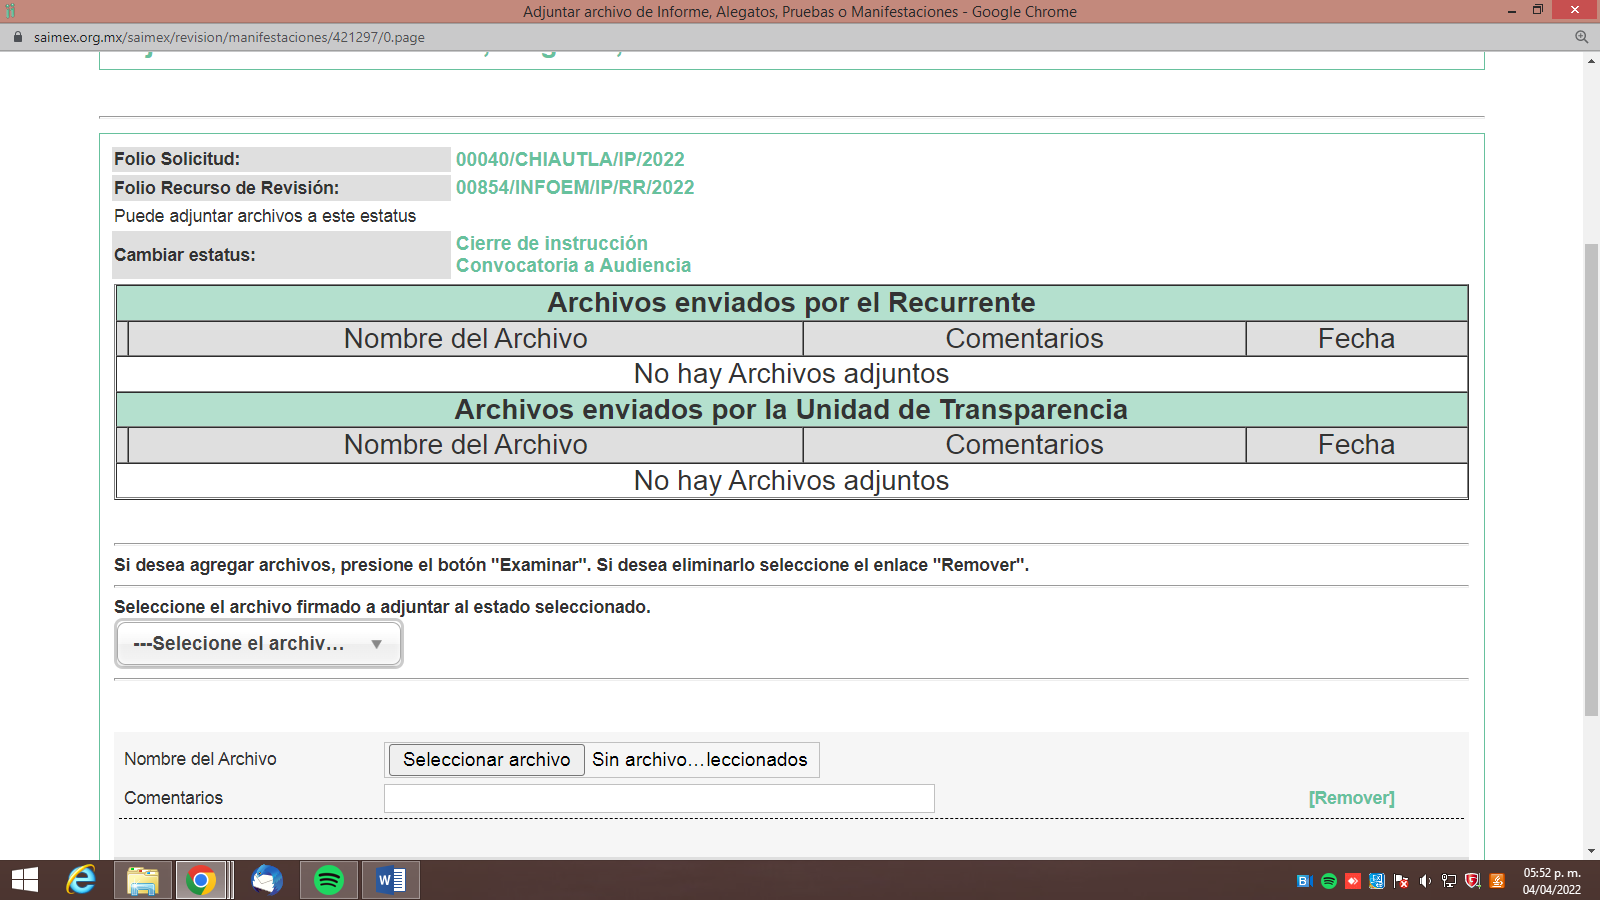 Adjuntar archivo de Informe, Alegatos, Pruebas o Manifestaciones - Google Chrome
saimex.org.mx/saimex/revision/manifestaciones/421297/0.page
Folio Solicitud: 00040/CHIAUTLA/IP/2022
Folio Recurso de Revisión: 00854/INFOEM/IP/RR/2022
Puede adjuntar archivos a este estatus
Cambiar estatus: Cierre de instrucción
Convocatoria a Audiencia
Archivos enviados por el Recurrente
Nombre del Archivo Comentarios Fecha
No hay Archivos adjuntos
Archivos enviados por la Unidad de Transparencia
Nombre del Archivo Comentarios Fecha
No hay Archivos adjuntos
Si desea agregar archivos, presione el botón "Examinar". Si desea eliminarlo seleccione el enlace "Remover".
Seleccione el archivo firmado a adjuntar al estado seleccionado.
---Selecione el archiv...
Nombre del Archivo Seleccionar archivo Sin archivo...leccionados
Comentarios [Remover]
05:52 p. m.
04/04/2022